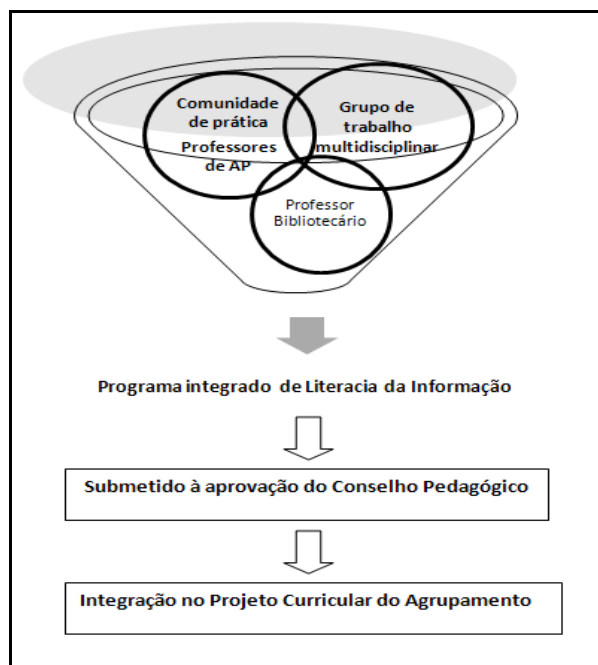 Comunidade
de prática
Professores
de AP
Grupo de
trabalho
multidisciplinar
Professor
Bibliotecário
Programa integrado de Literacia da Informação
Submetido à aprovação do Conselho Pedagógico
Integração no Projeto Curricular do Agrupamento